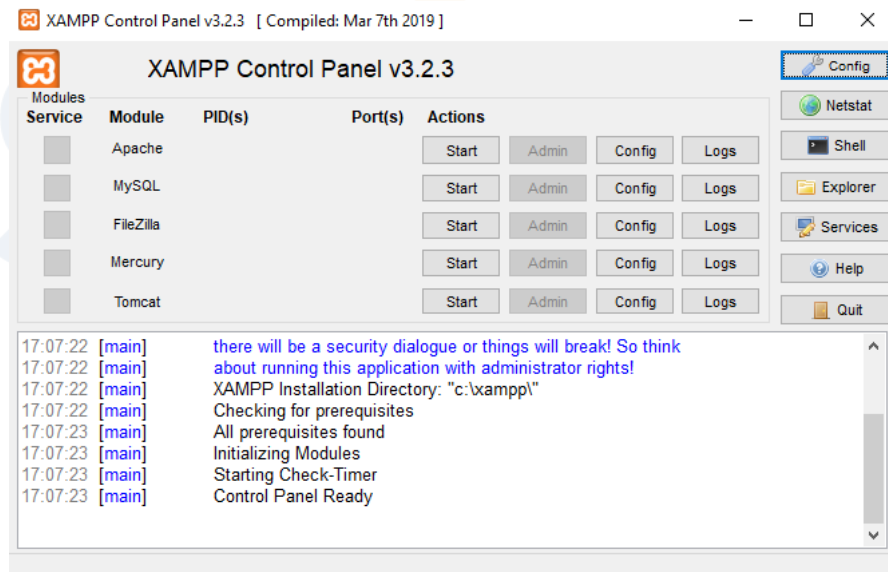 XAMPP Control Panel v3.2.3 [ Compiled: Mar 7th 2019 ]
XAMPP Control Panel v3.2.3
Config
Modules
Service Module PID(s) Port(s) Actions
Netstat
Apache Start Admin Config Logs
Shell
MySQL Start Admin Config Logs
Explorer
FileZilla Start Admin Config Logs
Services
Mercury Start Admin Config Logs
Help
Tomcat Start Admin Config Logs
Quit
17:07:22 [main] there will be a security dialogue or things will break! So think
17:07:22 [main] about running this application with administrator rights!
17:07:22 [main] XAMPP Installation Directory: "c:\xampp\"
17:07:22 [main] Checking for prerequisites
17:07:23 [main] All prerequisites found
17:07:23 [main] Initializing Modules
17:07:23 [main] Starting Check-Timer
17:07:23 [main] Control Panel Ready